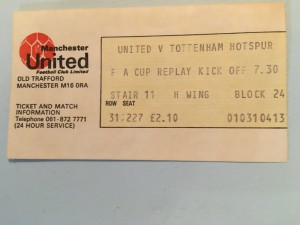 Manchester
United
Football Club Limited
OLD TRAFFORD
MANCHESTER M16 0RA
TICKET AND MATCH
INFORMATION
Telephone 061-872 7771
(24 HOUR SERVICE)
UNITED V TOTTENHAM HOTSPUR
F A CUP REPLAY KICK OFF 7.30
STAIR 11 H WING BLOCK 24
ROW SEAT
31 227 £2.10 010310413